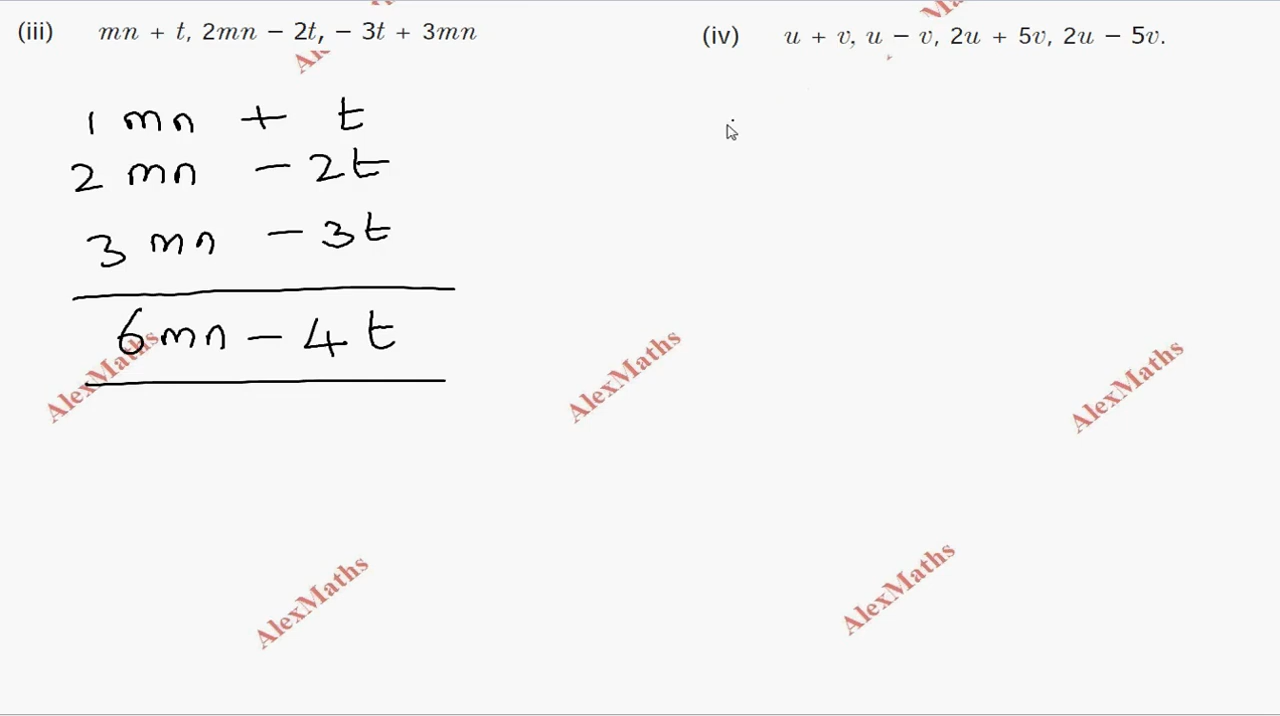 (iii) mn + t, 2mn − 2t, − 3t + 3mn
1 mn + t
2 mn − 2t
3 mn − 3t
6mn − 4t
(iv) u + v, u − v, 2u + 5v, 2u − 5v.
AlexMaths
AlexMaths
AlexMaths
AlexMaths
AlexMaths